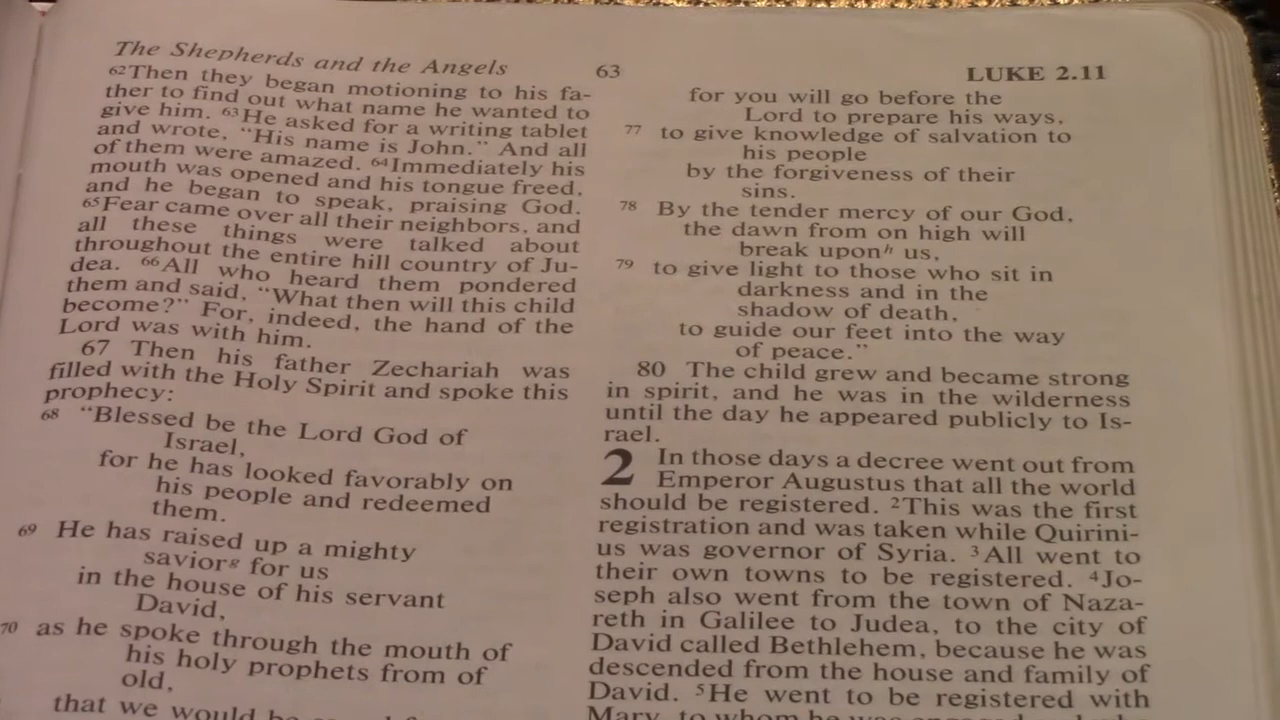 The Shepherds and the Angels 63 LUKE 2.11
62Then they began motioning to his fa-
ther to find out what name he wanted to
give him. 63He asked for a writing tablet
and wrote, "His name is John." And all
of them were amazed. 64Immediately his
mouth was opened and his tongue freed,
and he began to speak, praising God.
65Fear came over all their neighbors, and
all these things were talked about
throughout the entire hill country of Ju-
dea. 66All who heard them pondered
them and said, "What then will this child
become?" For, indeed, the hand of the
Lord was with him.
67 Then his father Zechariah was
filled with the Holy Spirit and spoke this
prophecy:
68 "Blessed be the Lord God of
Israel,
for he has looked favorably on
his people and redeemed
them.
69 He has raised up a mighty
saviorg for us
in the house of his servant
David,
70 as he spoke through the mouth of
his holy prophets from of
old,
that we would
for you will go before the
Lord to prepare his ways,
77 to give knowledge of salvation to
his people
by the forgiveness of their
sins.
78 By the tender mercy of our God,
the dawn from on high will
break uponh us,
79 to give light to those who sit in
darkness and in the
shadow of death,
to guide our feet into the way
of peace."
80 The child grew and became strong
in spirit, and he was in the wilderness
until the day he appeared publicly to Is-
rael.
2 In those days a decree went out from
Emperor Augustus that all the world
should be registered. 2This was the first
registration and was taken while Quirini-
us was governor of Syria. 3All went to
their own towns to be registered. 4Jo-
seph also went from the town of Naza-
reth in Galilee to Judea, to the city of
David called Bethlehem, because he was
descended from the house and family of
David. 5He went to be registered with
Mary, to whom he was